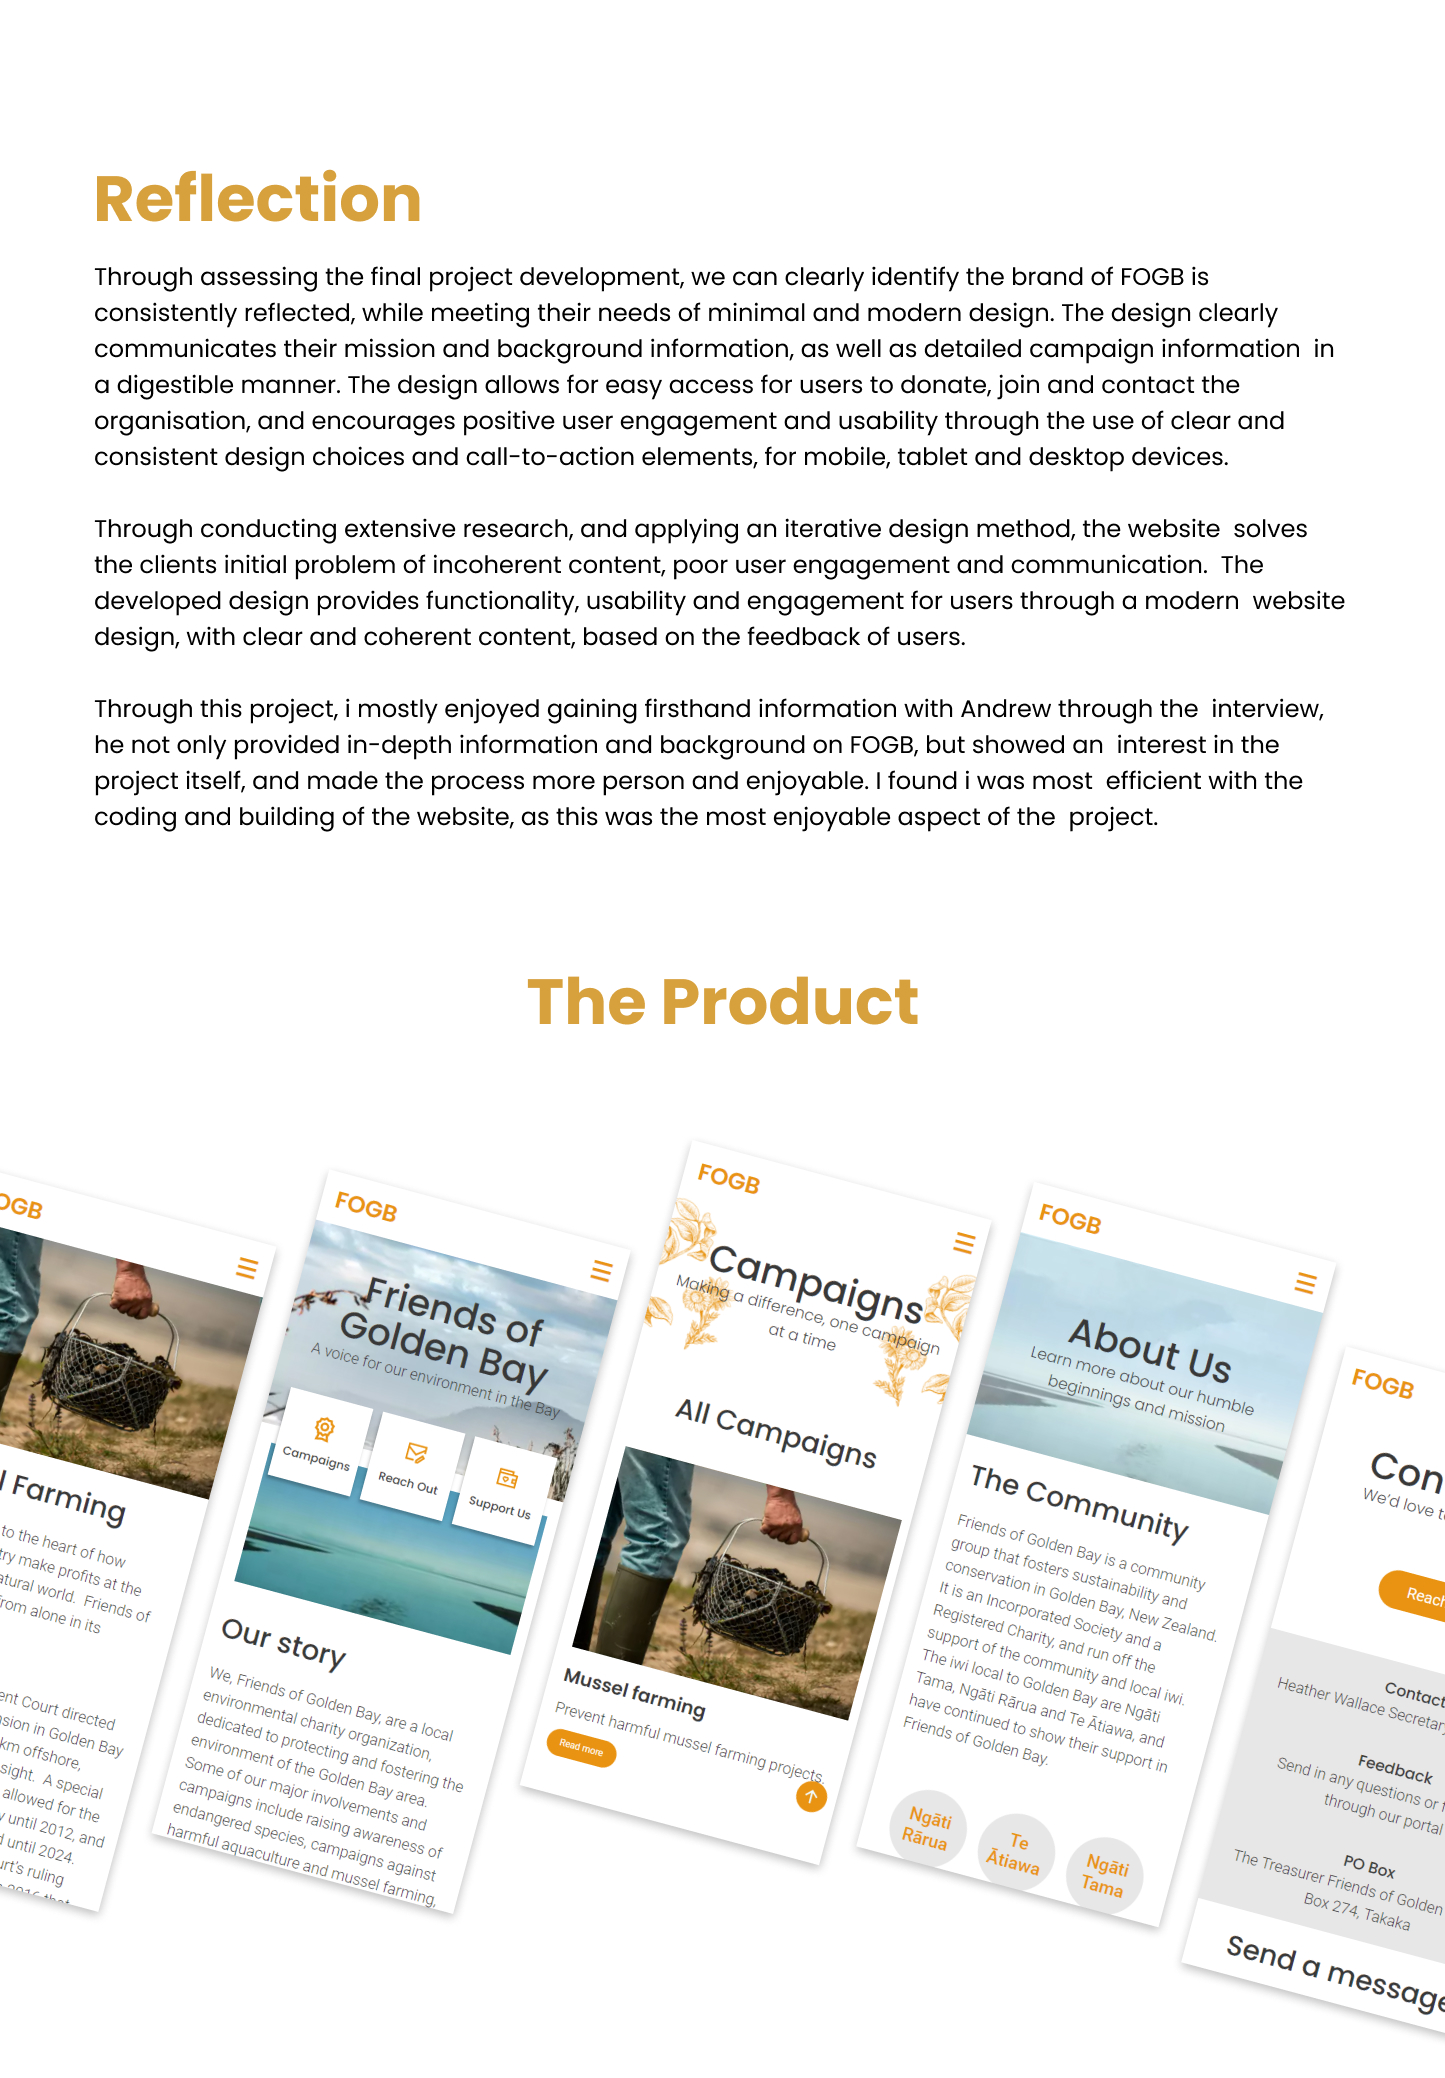 Reflection
Through assessing the final project development, we can clearly identify the brand of FOGB is
consistently reflected, while meeting their needs of minimal and modern design. The design clearly
communicates their mission and background information, as well as detailed campaign information in
a digestible manner. The design allows for easy access for users to donate, join and contact the
organisation, and encourages positive user engagement and usability through the use of clear and
consistent design choices and call-to-action elements, for mobile, tablet and desktop devices.
Through conducting extensive research, and applying an iterative design method, the website solves
the clients initial problem of incoherent content, poor user engagement and communication. The
developed design provides functionality, usability and engagement for users through a modern website
design, with clear and coherent content, based on the feedback of users.
Through this project, i mostly enjoyed gaining firsthand information with Andrew through the interview,
he not only provided in-depth information and background on FOGB, but showed an interest in the
project itself, and made the process more person and enjoyable. I found i was most efficient with the
coding and building of the website, as this was the most enjoyable aspect of the project.
The Product
OGB
l Farming
to the heart of how
try make profits at the
atural world. Friends of
from alone in its
ent Court directed
nsion in Golden Bay
km offshore,
sight. A special
allowed for the
y until 2012, and
d until 2024.
urt's ruling
2016 that
FOGB
Friends of
Golden Bay
A voice for our environment in the Bay
Campaigns
Reach Out
Support Us
Our story
We, Friends of Golden Bay, are a local
environmental charity organization,
dedicated to protecting and fostering the
environment of the Golden Bay area.
Some of our major involvements and
campaigns include raising awareness of
endangered species, campaigns against
harmful aquaculture and mussel farming,
FOGB
Campaigns
Making a difference, one campaign
at a time
All Campaigns
Mussel farming
Prevent harmful mussel farming projects.
Read more
FOGB
About Us
Learn more about our humble
beginnings and mission
The Community
Friends of Golden Bay is a community
group that fosters sustainability and
conservation in Golden Bay, New Zealand.
It is an Incorporated Society and a
Registered Charity, and run off the
support of the community and local iwi.
The iwi local to Golden Bay are Ngāti
Tama, Ngāti Rārua and Te Ātiawa, and
have continued to show their support in
Friends of Golden Bay.
Ngāti
Rārua
Te
Ātiawa
Ngāti
Tama
FOGB
Con
We'd love t
Reach
Contact
Heather Wallace Secretar
Feedback
Send in any questions or f
through our portal
PO Box
The Treasurer Friends of Golden
Box 274, Takaka
Send a message